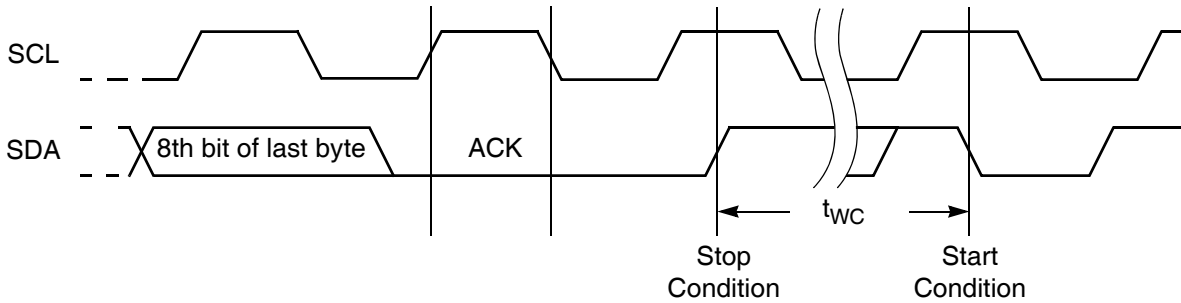 SCL
SDA
8th bit of last byte
ACK
tWC
Stop
Condition
Start
Condition